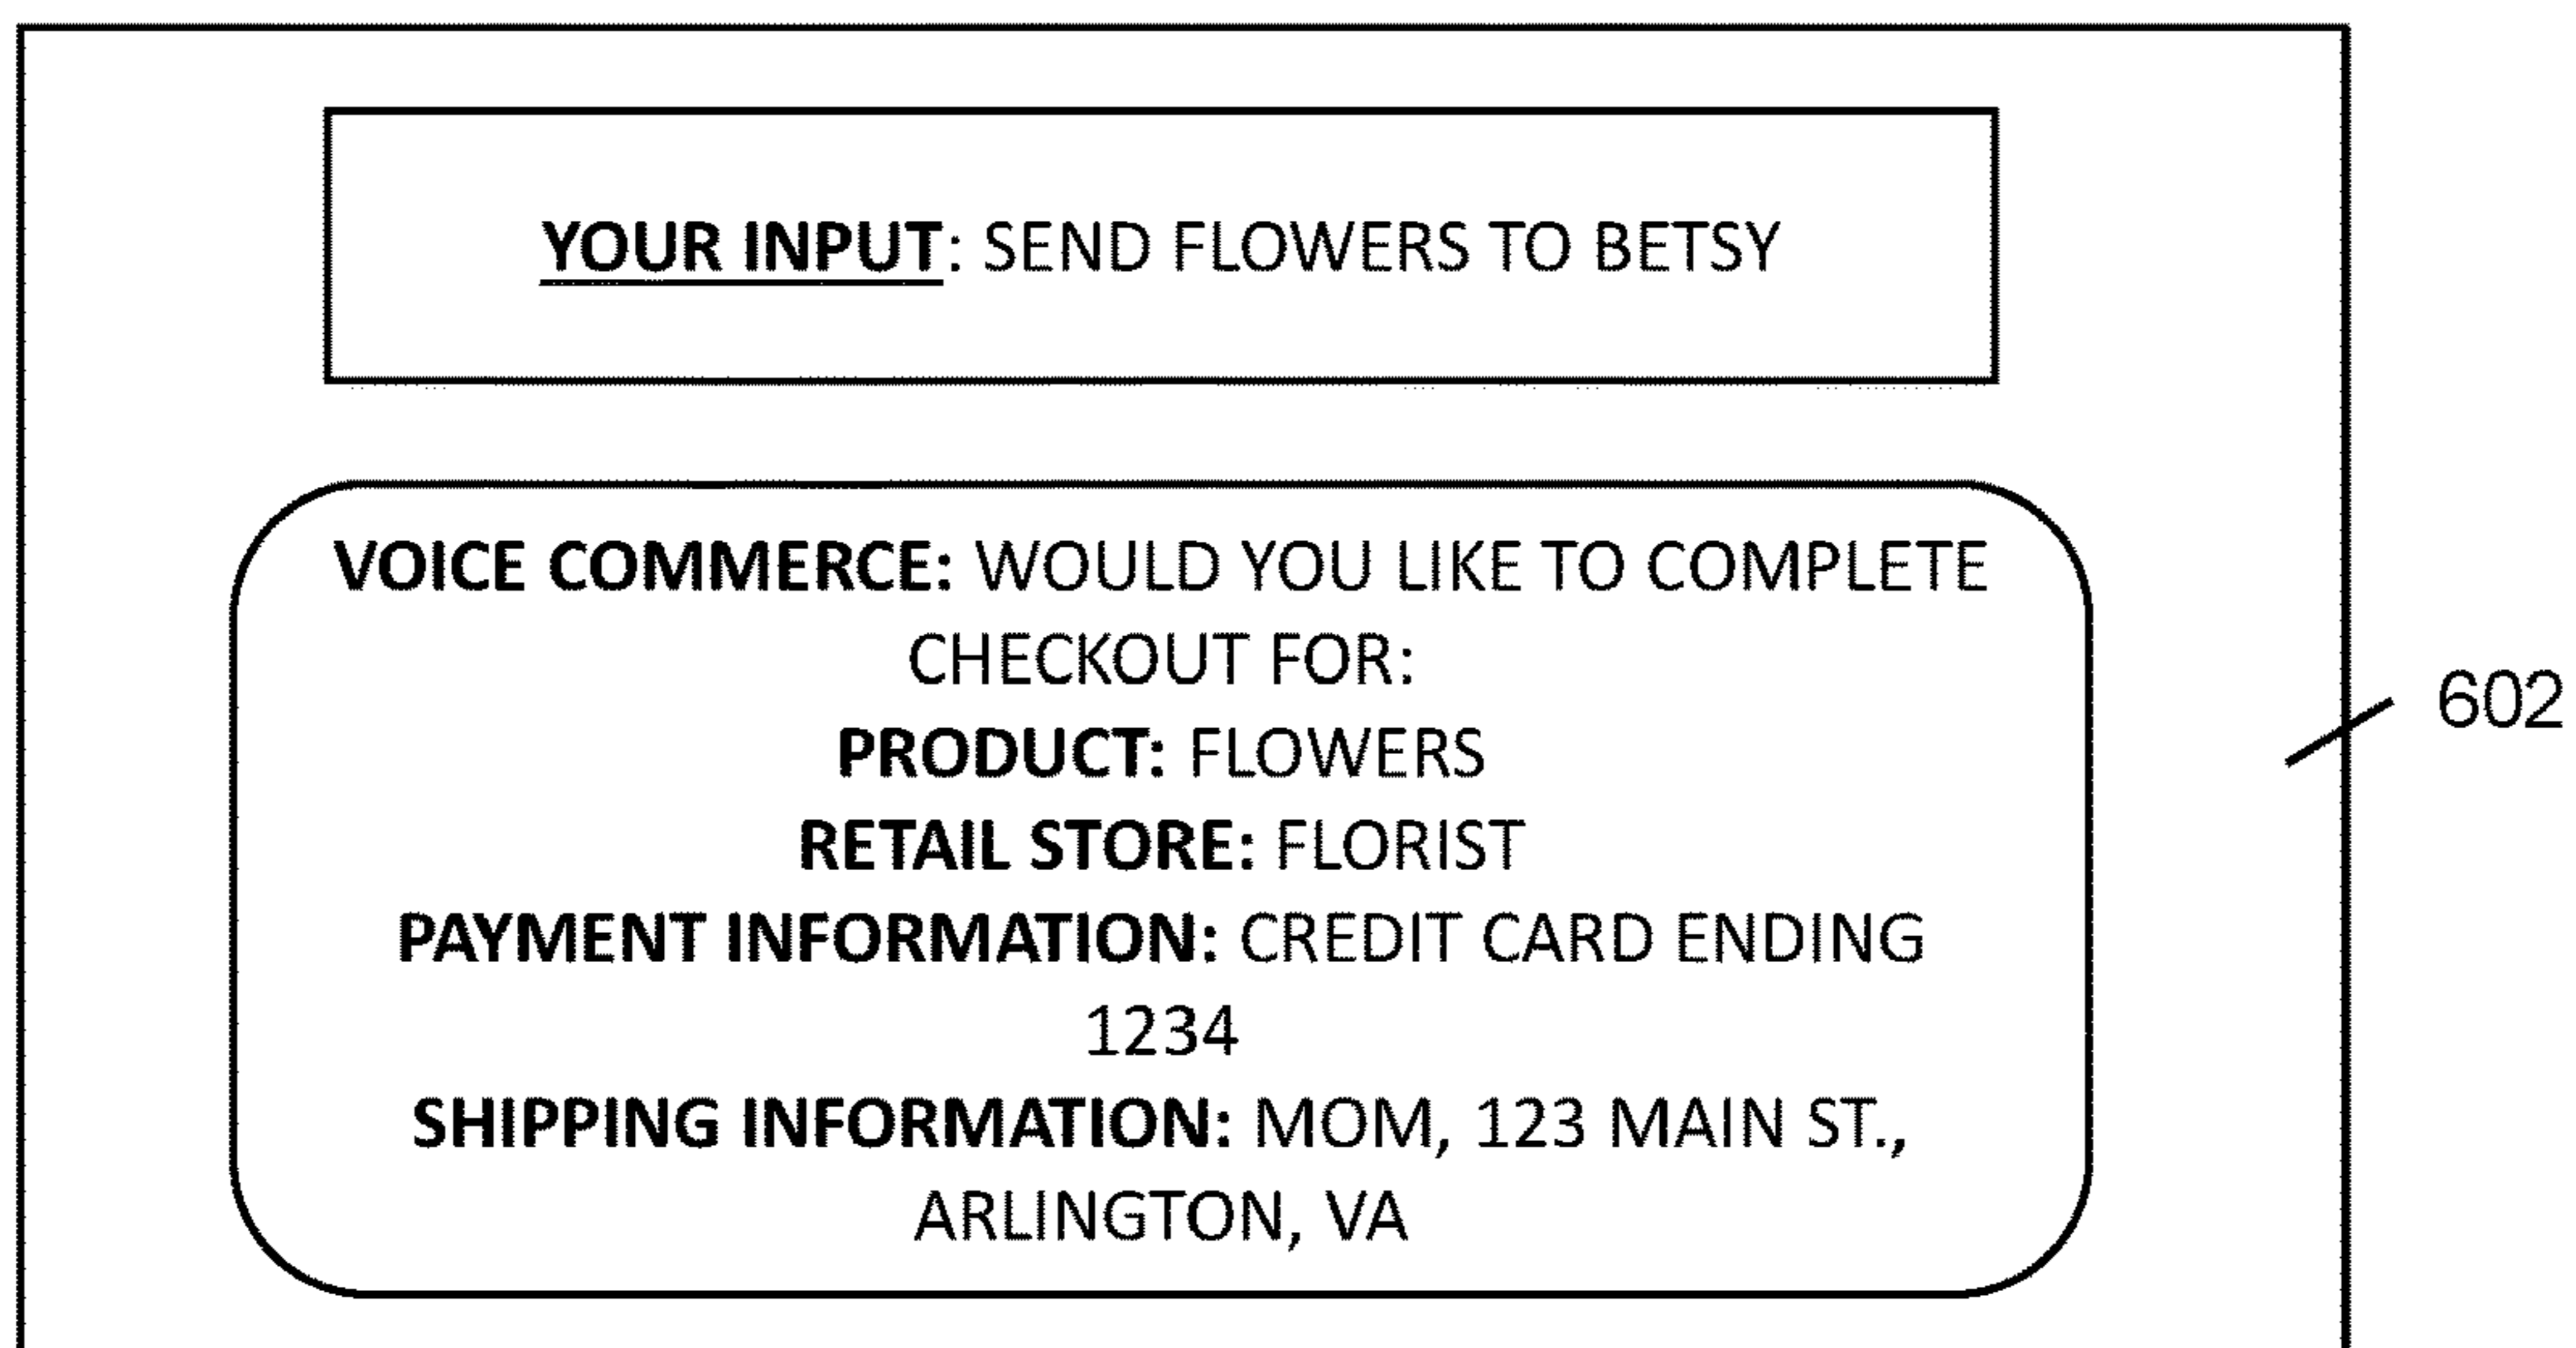 YOUR INPUT: SEND FLOWERS TO BETSY
VOICE COMMERCE: WOULD YOU LIKE TO COMPLETE
CHECKOUT FOR:
PRODUCT: FLOWERS
RETAIL STORE: FLORIST
PAYMENT INFORMATION: CREDIT CARD ENDING
1234
SHIPPING INFORMATION: MOM, 123 MAIN ST.,
ARLINGTON, VA
602